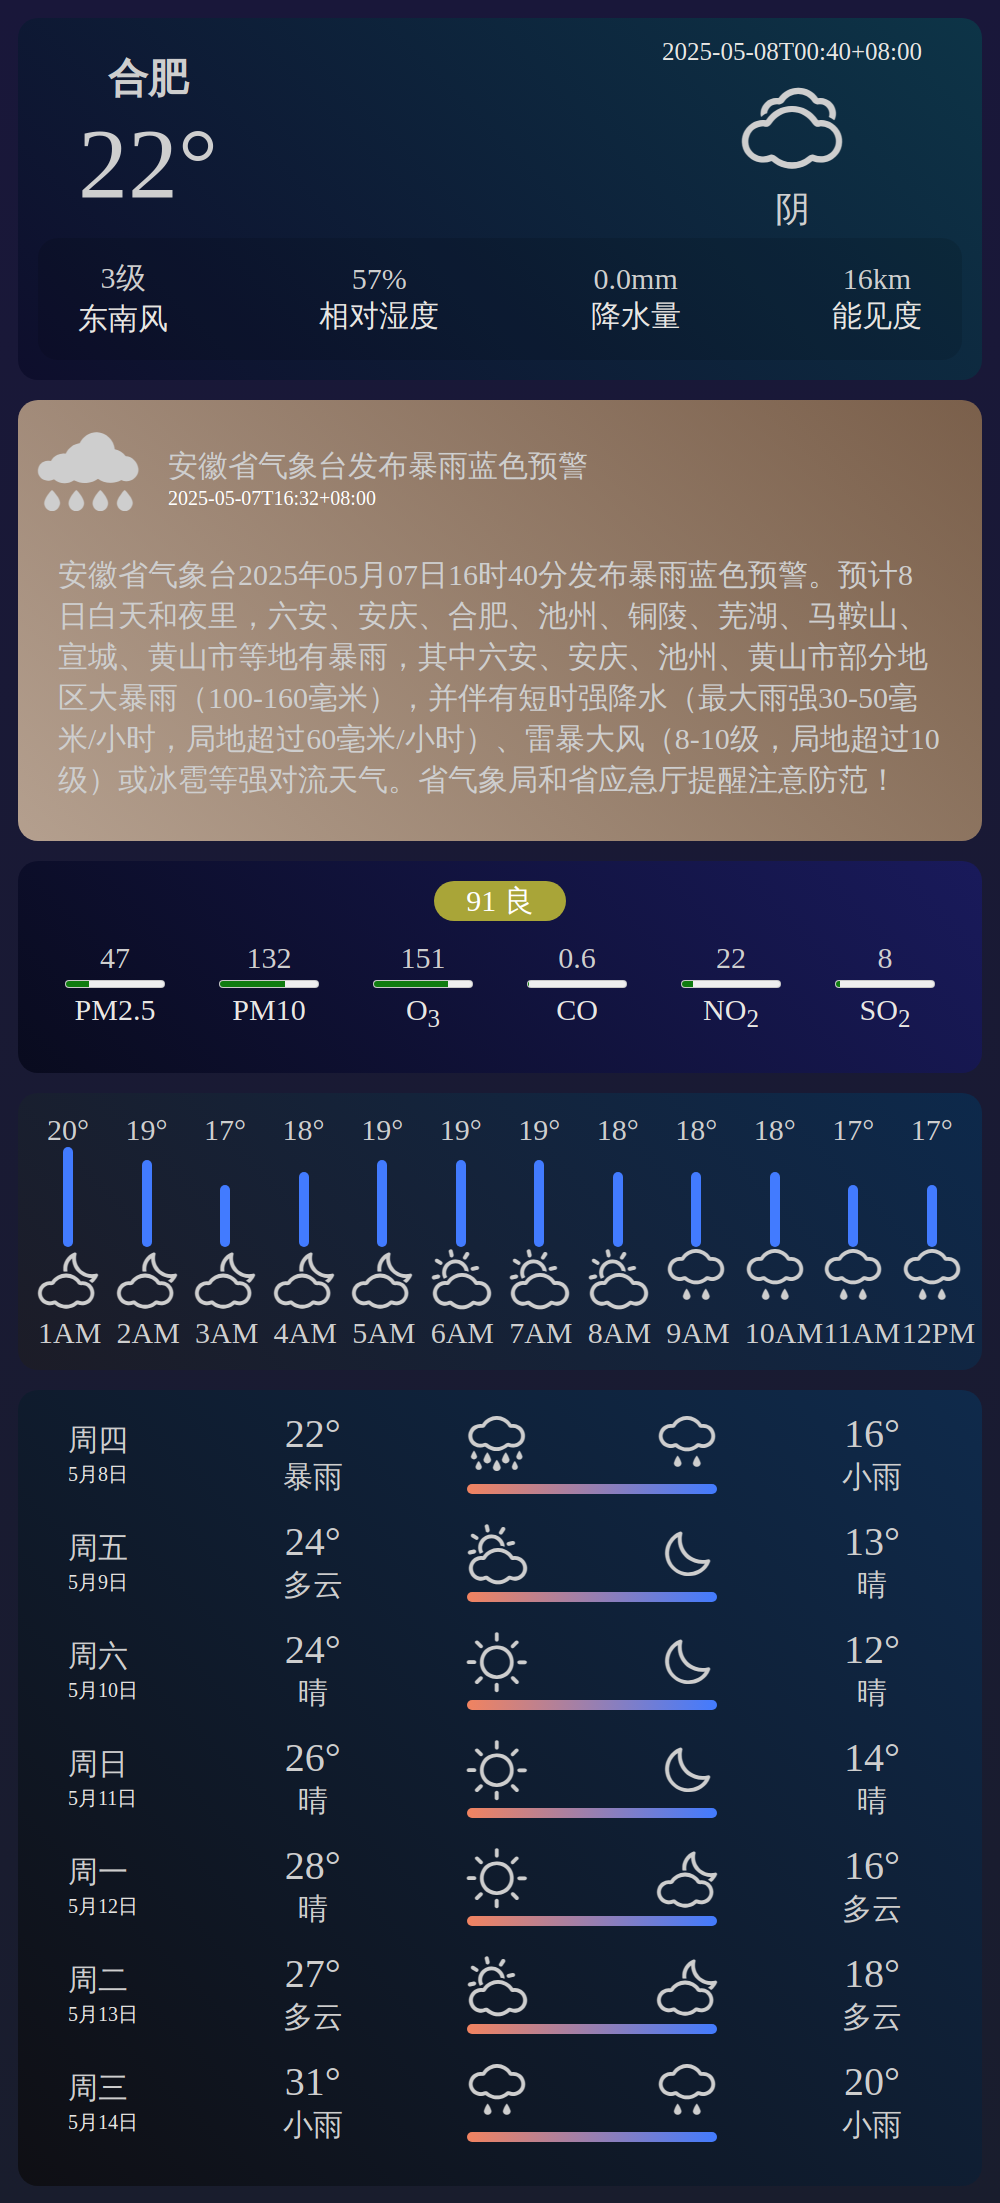 合肥
22°
2025-05-08T00:40+08:00
阴
3级 57% 0.0mm 16km
东南风 相对湿度 降水量 能见度
安徽省气象台发布暴雨蓝色预警
2025-05-07T16:32+08:00
安徽省气象台2025年05月07日16时40分发布暴雨蓝色预警。预计8
日白天和夜里，六安、安庆、合肥、池州、铜陵、芜湖、马鞍山、
宣城、黄山市等地有暴雨，其中六安、安庆、池州、黄山市部分地
区大暴雨（100-160毫米），并伴有短时强降水（最大雨强30-50毫
米/小时，局地超过60毫米/小时）、雷暴大风（8-10级，局地超过10
级）或冰雹等强对流天气。省气象局和省应急厅提醒注意防范！
91 良
47 132 151 0.6 22 8
PM2.5 PM10 O3 CO NO2 SO2
20° 19° 17° 18° 19° 19° 19° 18° 18° 18° 17° 17°
1AM 2AM 3AM 4AM 5AM 6AM 7AM 8AM 9AM 10AM 11AM 12PM
周四 22° 16°
5月8日 暴雨 小雨
周五 24° 13°
5月9日 多云 晴
周六 24° 12°
5月10日 晴 晴
周日 26° 14°
5月11日 晴 晴
周一 28° 16°
5月12日 晴 多云
周二 27° 18°
5月13日 多云 多云
周三 31° 20°
5月14日 小雨 小雨